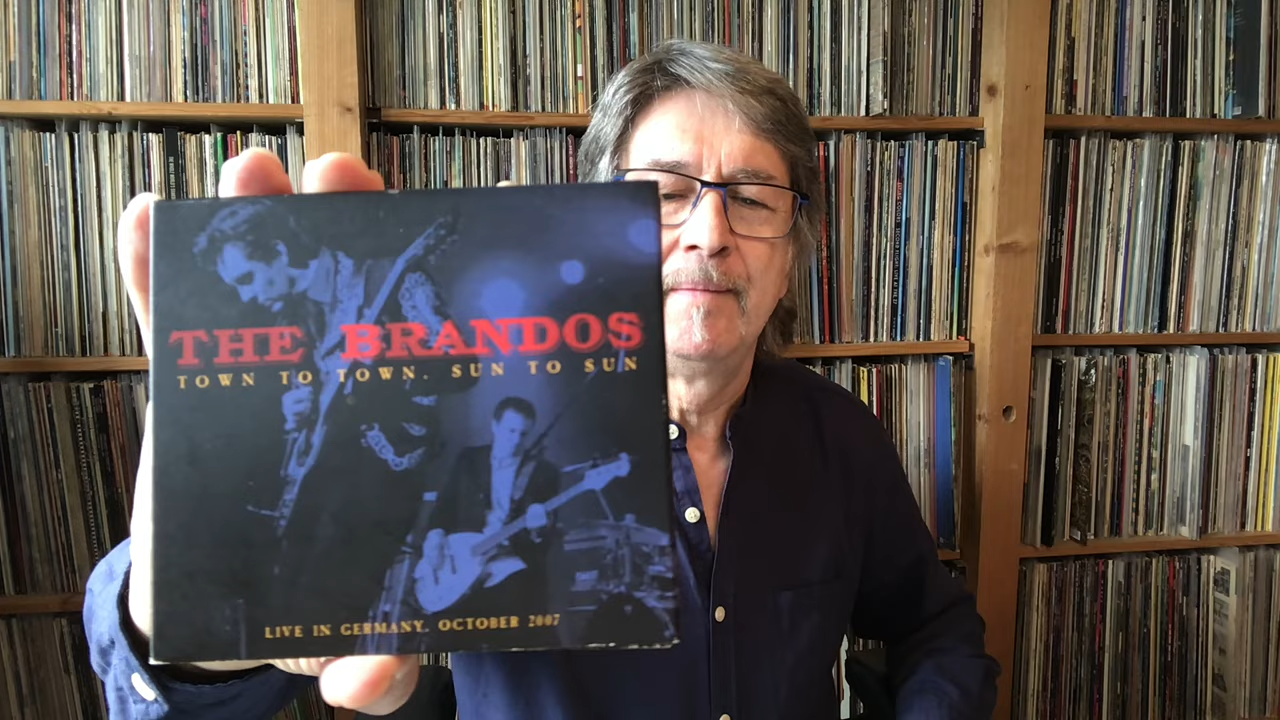 THE BRANDOS
TOWN TO TOWN. SUN TO SUN
LIVE IN GERMANY, OCTOBER 2007